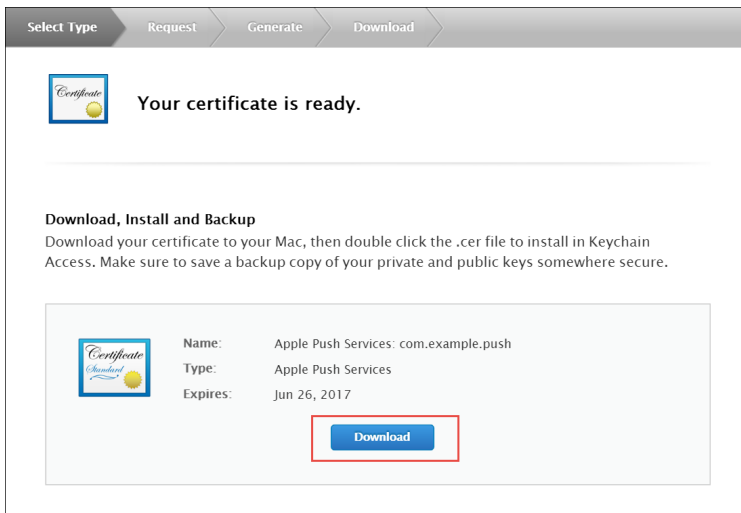 Select Type Request Generate Download
Certificate
Your certificate is ready.
Download, Install and Backup
Download your certificate to your Mac, then double click the .cer file to install in Keychain
Access. Make sure to save a backup copy of your private and public keys somewhere secure.
Certificate
Standard
Name: Apple Push Services: com.example.push
Type: Apple Push Services
Expires: Jun 26, 2017
Download